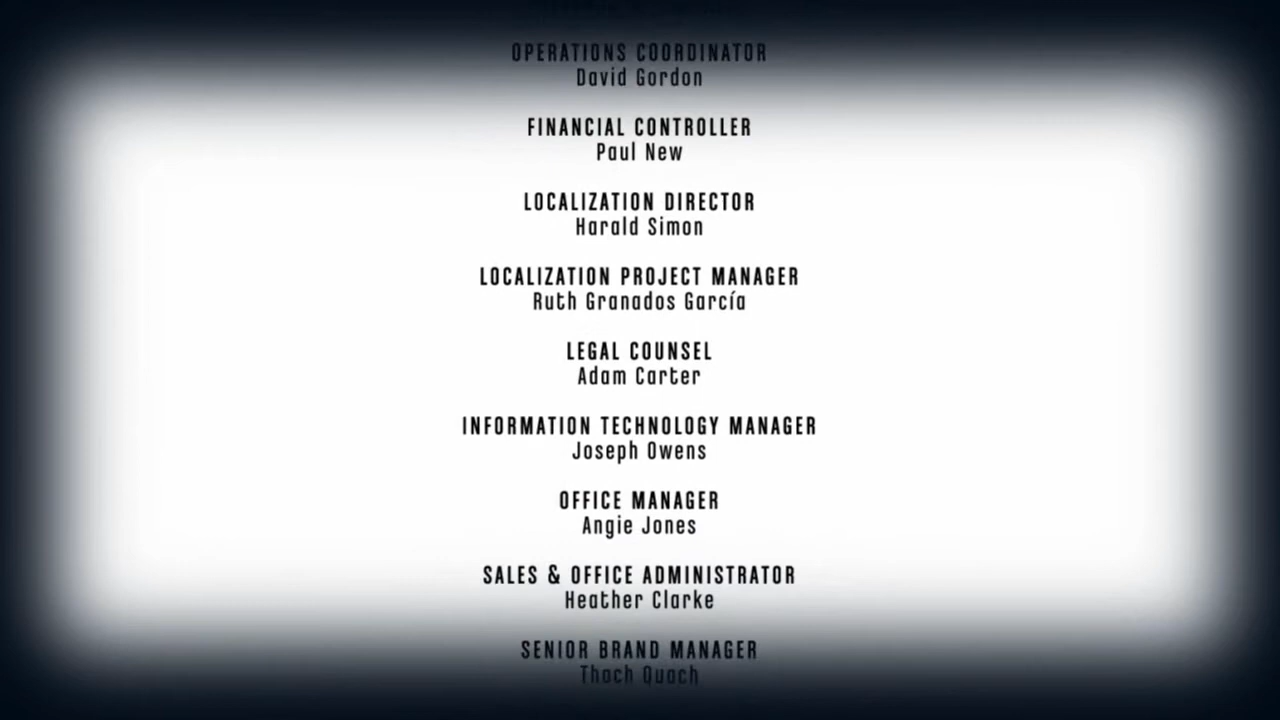 OPERATIONS COORDINATOR
David Gordon
FINANCIAL CONTROLLER
Paul New
LOCALIZATION DIRECTOR
Harald Simon
LOCALIZATION PROJECT MANAGER
Ruth Granados García
LEGAL COUNSEL
Adam Carter
INFORMATION TECHNOLOGY MANAGER
Joseph Owens
OFFICE MANAGER
Angie Jones
SALES & OFFICE ADMINISTRATOR
Heather Clarke
SENIOR BRAND MANAGER
Thach Quach